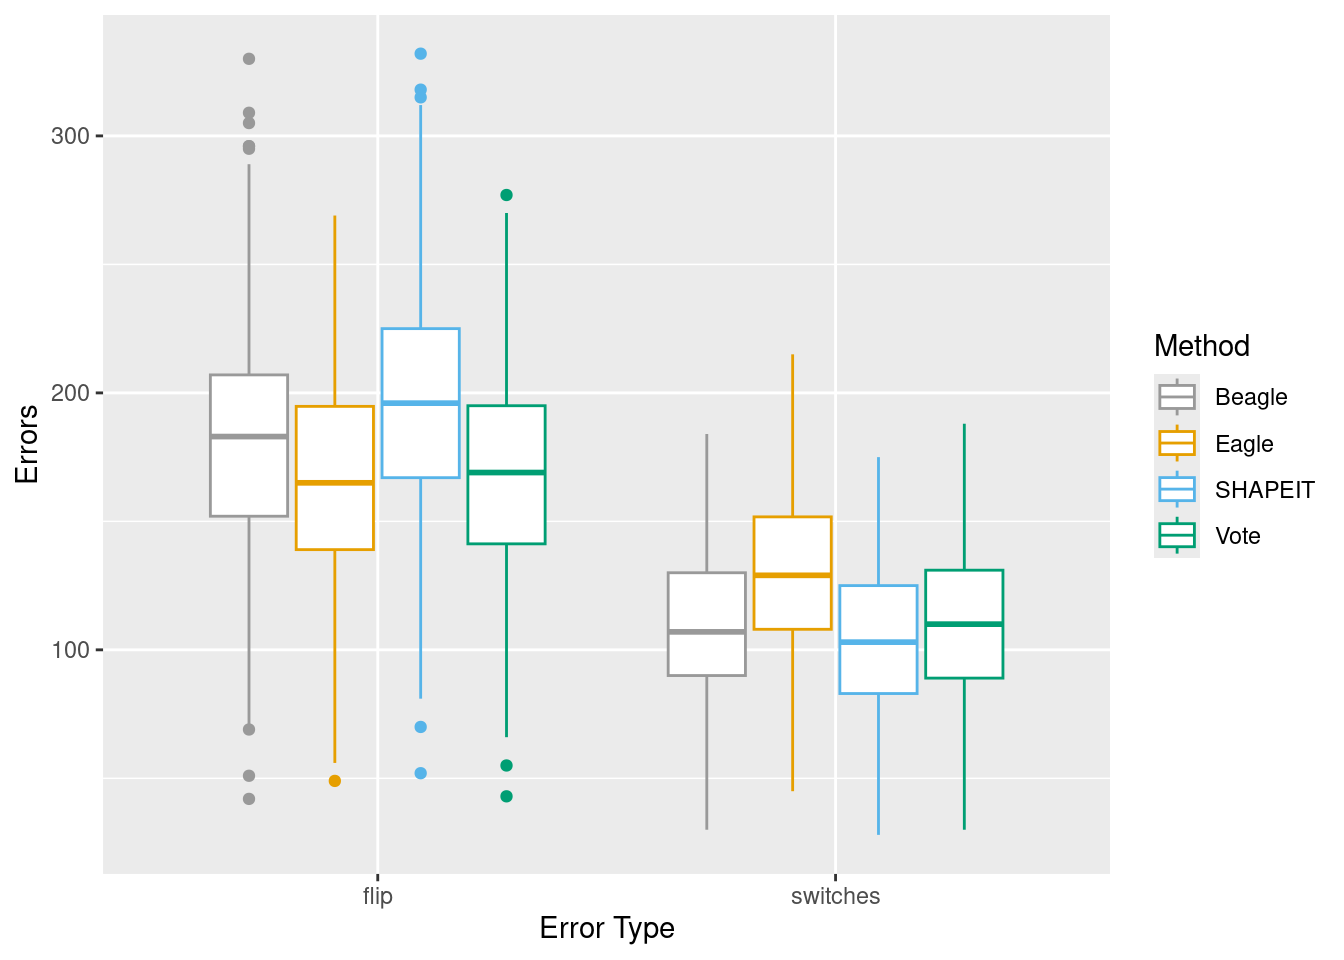 Errors
300
200
100
flip
switches
Error Type
Method
Beagle
Eagle
SHAPEIT
Vote